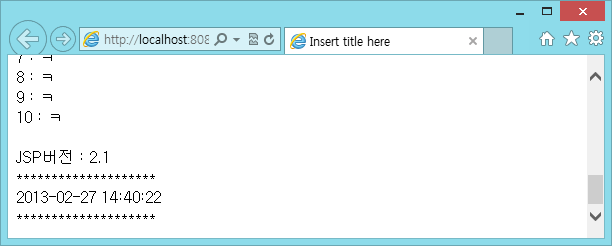 http://localhost:808
Insert title here
7 : ㅋ
8 : ㅋ
9 : ㅋ
10 : ㅋ
JSP버전 : 2.1
******************
2013-02-27 14:40:22
******************